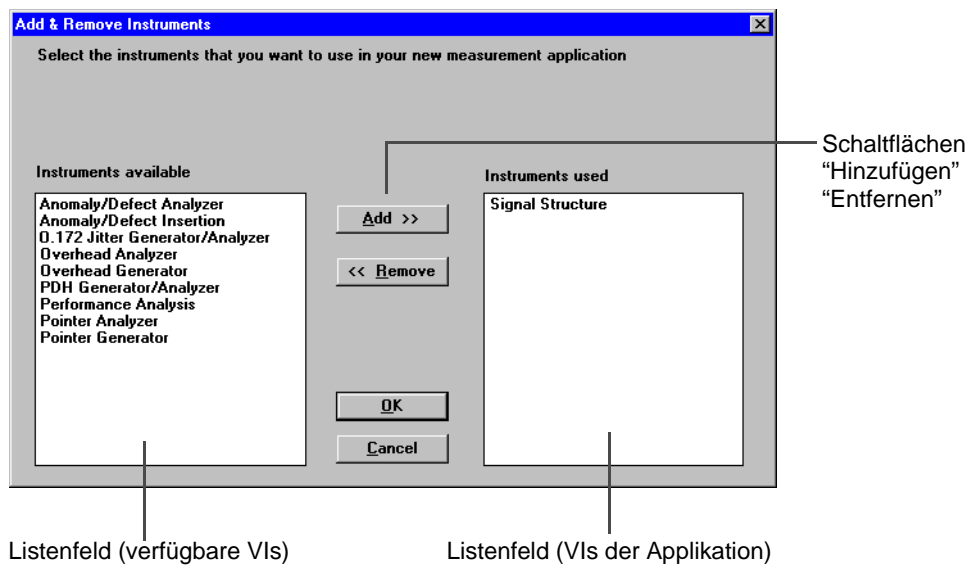 Add & Remove Instruments
Select the instruments that you want to use in your new measurement application
Schaltflächen
“Hinzufügen”
“Entfernen”
Instruments available
Anomaly/Defect Analyzer
Anomaly/Defect Insertion
O.172 Jitter Generator/Analyzer
Overhead Analyzer
Overhead Generator
PDH Generator/Analyzer
Performance Analysis
Pointer Analyzer
Pointer Generator
Add >>
<< Remove
OK
Cancel
Instruments used
Signal Structure
Listenfeld (verfügbare VIs)
Listenfeld (VIs der Applikation)